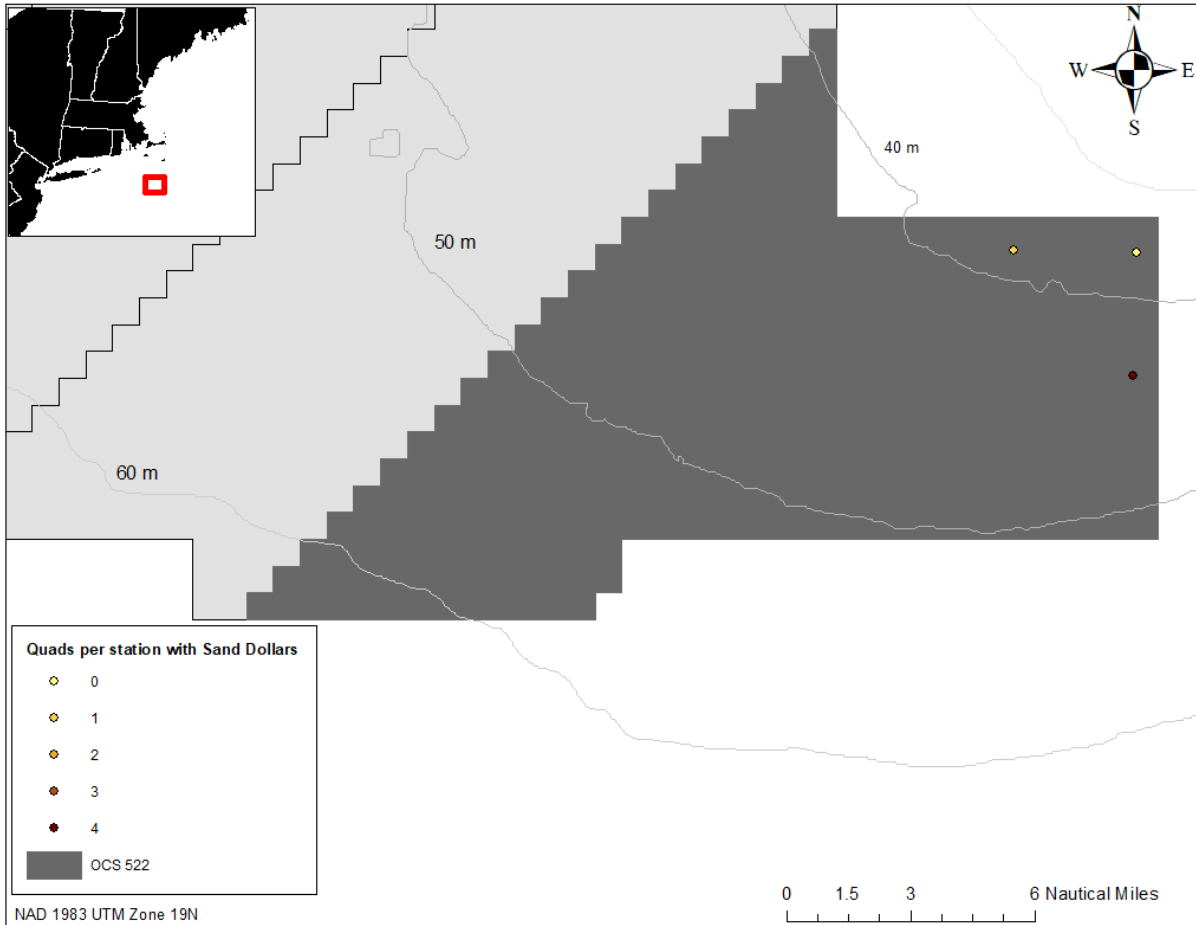 N
W E
S
40 m
50 m
60 m
Quads per station with Sand Dollars
0
1
2
3
4
OCS 522
NAD 1983 UTM Zone 19N
0 1.5 3 6 Nautical Miles